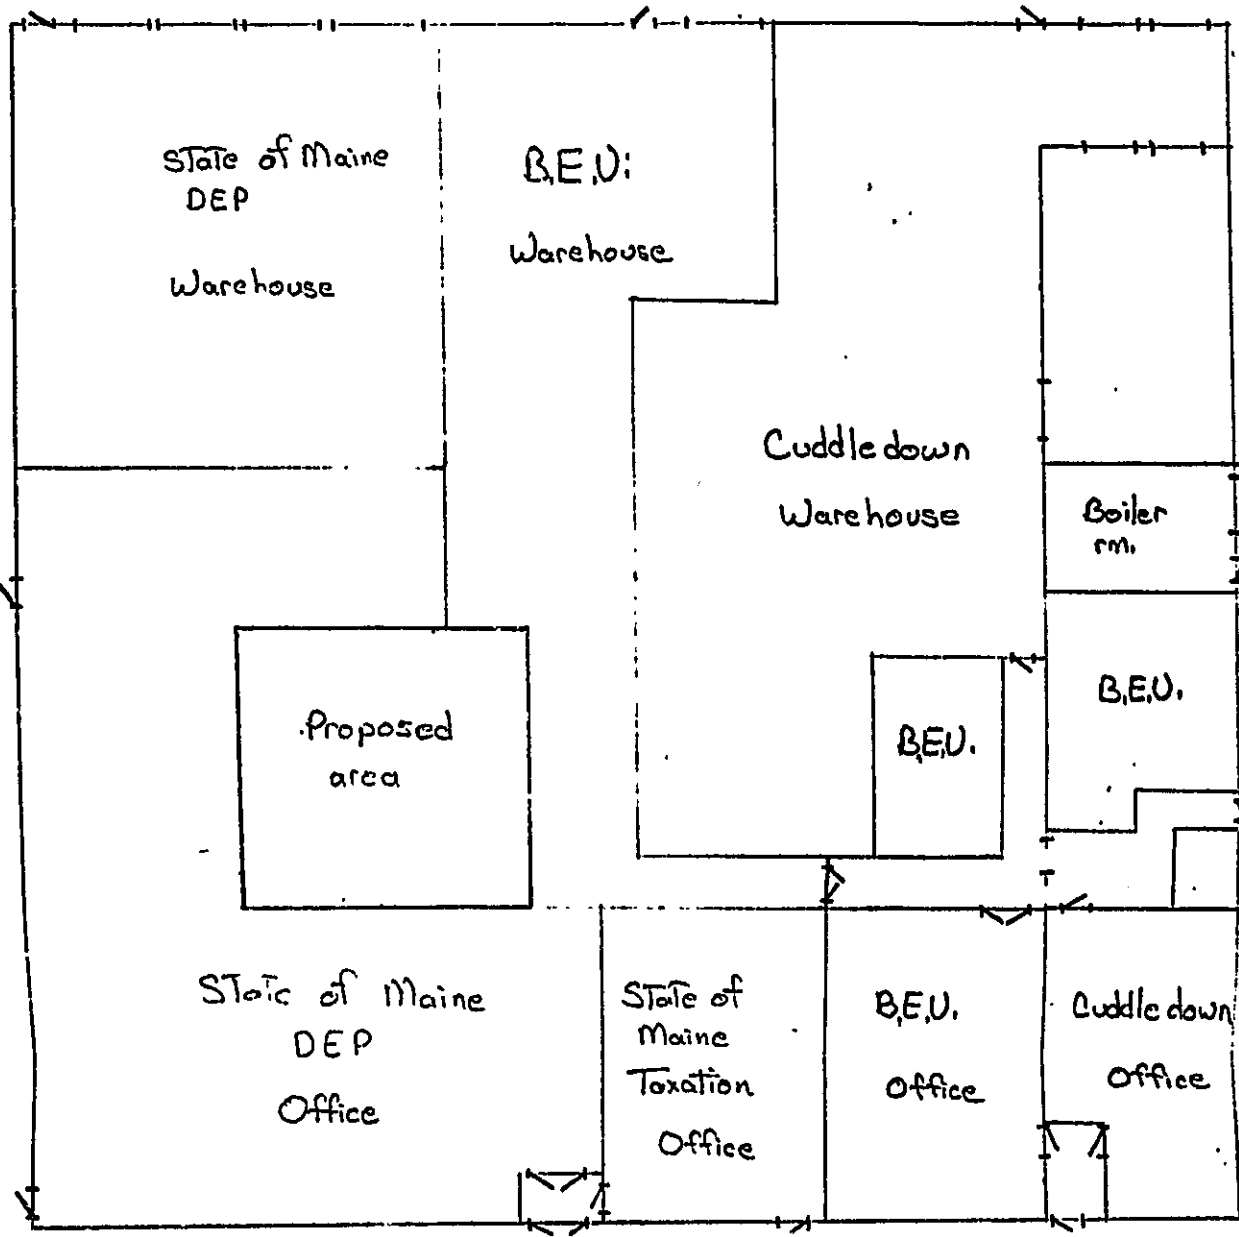 State of Maine
DEP
Warehouse
B.E.U:
Warehouse
Cuddledown
Warehouse
Boiler
rm.
B.E.U.
B.E.U.
Proposed
area
State of Maine
DEP
Office
State of
Maine
Taxation
Office
B.E.U.
Office
Cuddledown
Office